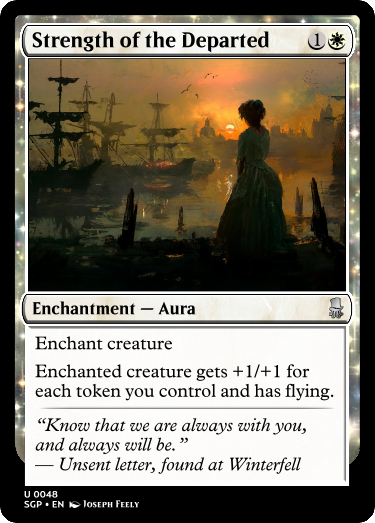 Strength of the Departed 1
Enchantment — Aura
Enchant creature
Enchanted creature gets +1/+1 for
each token you control and has flying.
“Know that we are always with you,
and always will be.”
— Unsent letter, found at Winterfell
U 0048
SGP • EN Joseph Feely